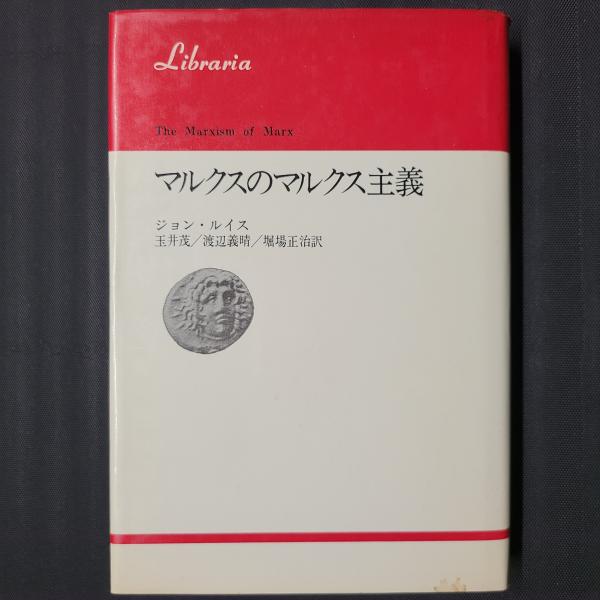 Libraria
The Marxism of Marx
マルクスのマルクス主義
ジョン・ルイス
玉井茂／渡辺義晴／堀場正治訳